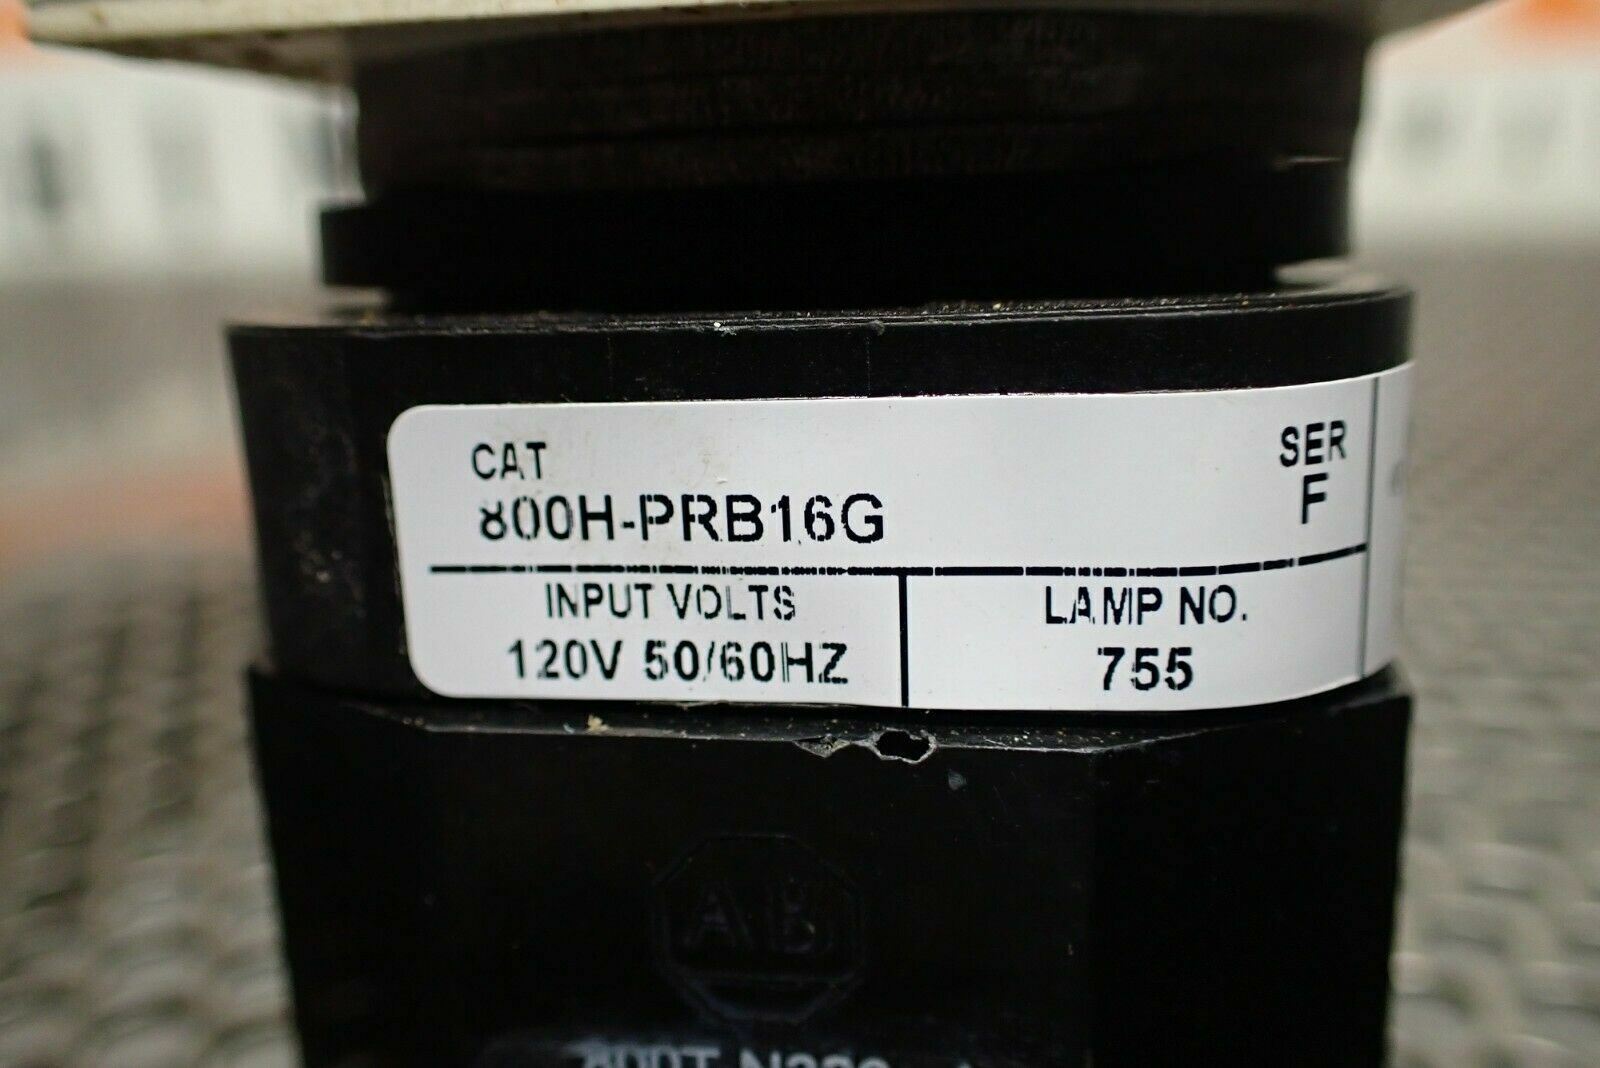 CAT
SER
800H-PRB16G
F
INPUT VOLTS
LAMP NO.
120V 50/60HZ
755
AB